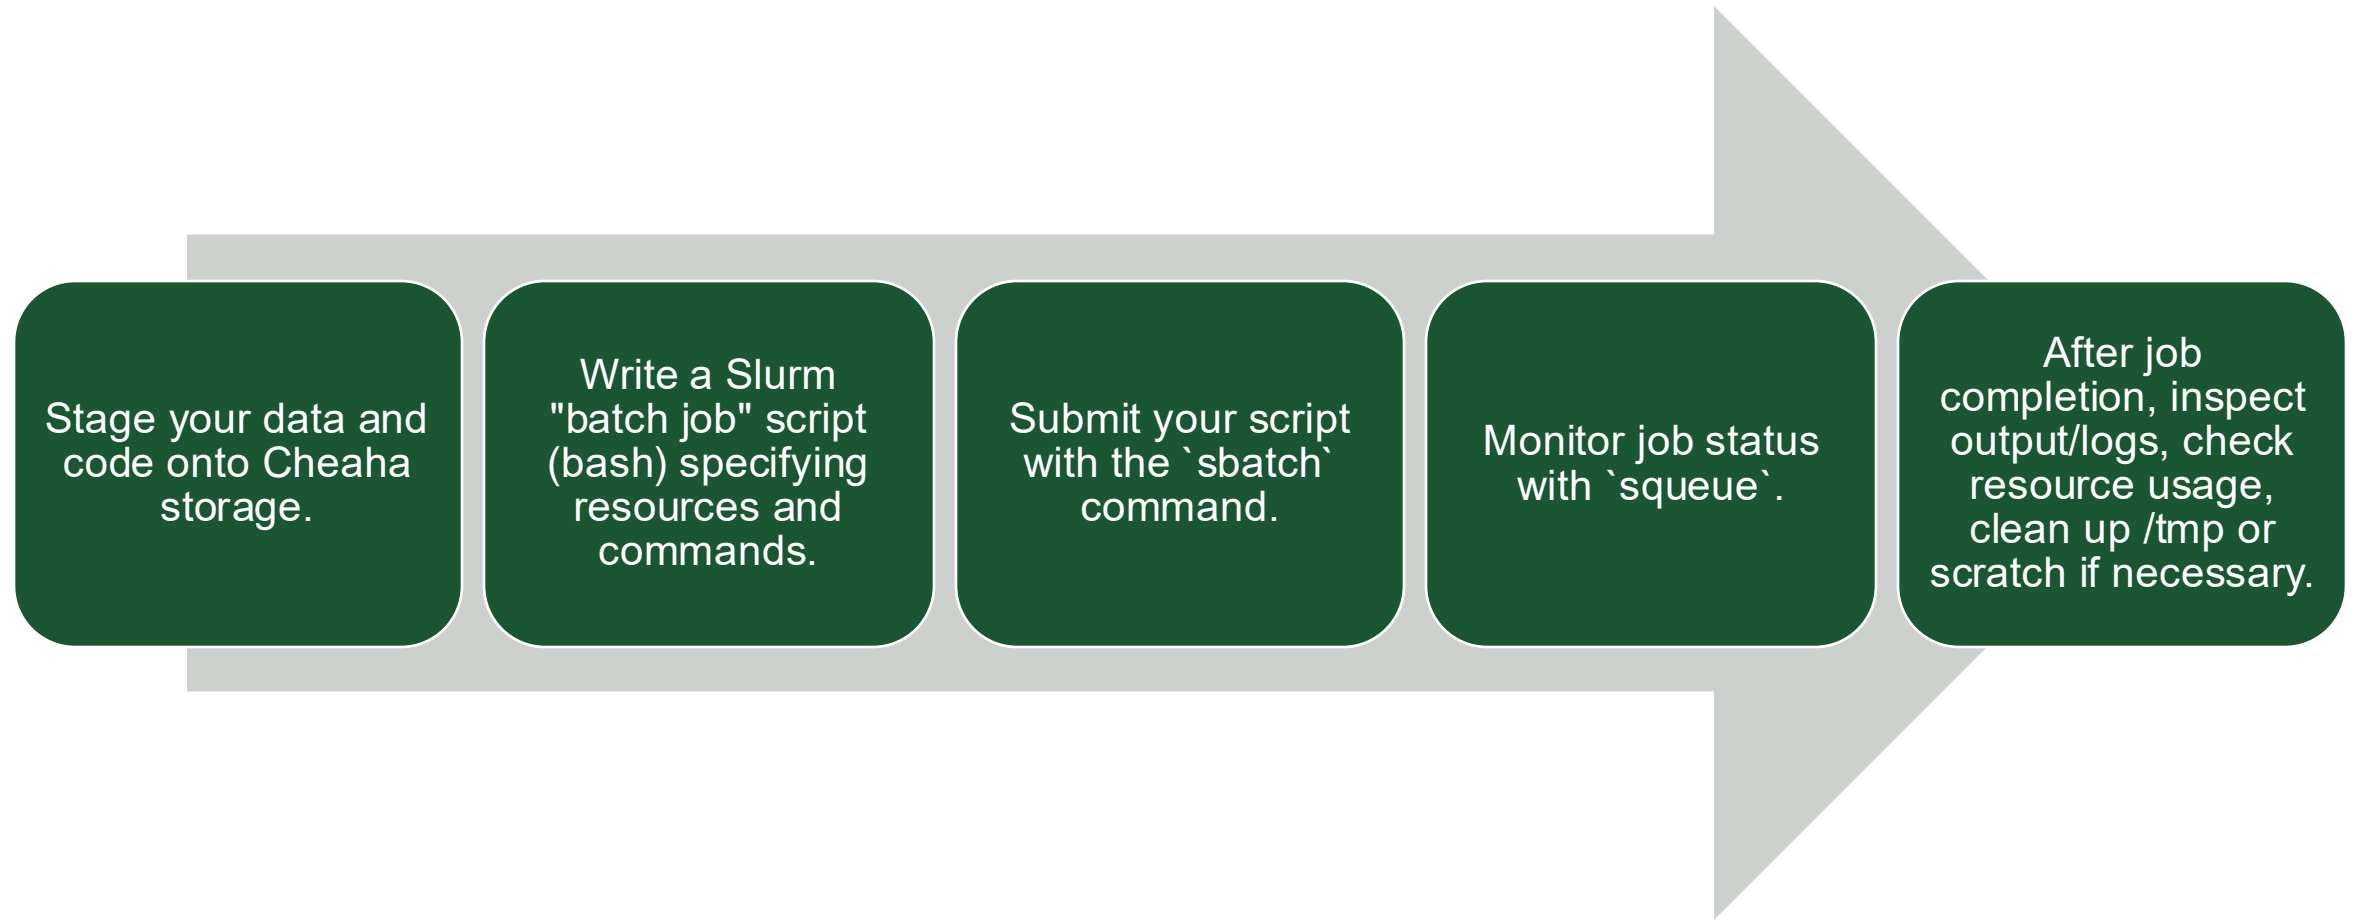 Stage your data and
code onto Cheaha
storage.
Write a Slurm
"batch job" script
(bash) specifying
resources and
commands.
Submit your script
with the `sbatch`
command.
Monitor job status
with `squeue`.
After job
completion, inspect
output/logs, check
resource usage,
clean up /tmp or
scratch if necessary.